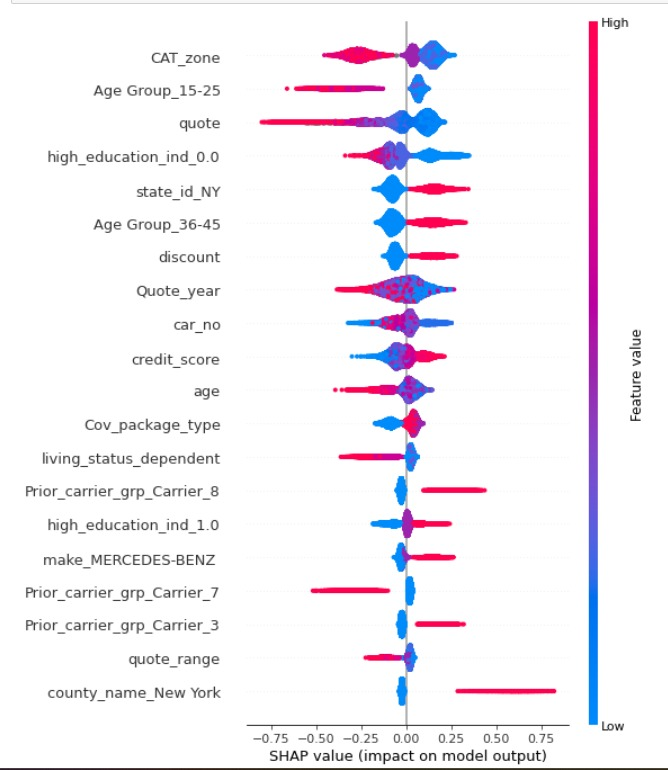 High
CAT_zone
Age Group_15-25
quote
high_education_ind_0.0
state_id_NY
Age Group_36-45
discount
Quote_year
car_no
credit_score
age
Cov_package_type
living_status_dependent
Prior_carrier_grp_Carrier_8
high_education_ind_1.0
make_MERCEDES-BENZ
Prior_carrier_grp_Carrier_7
Prior_carrier_grp_Carrier_3
quote_range
county_name_New York
Feature value
Low
−0.75 −0.50 −0.25 0.00 0.25 0.50 0.75
SHAP value (impact on model output)